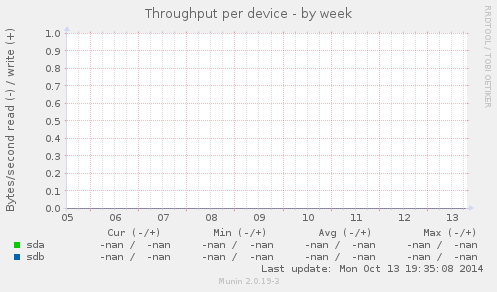 Throughput per device - by week
RRDTOOL / TOBI OETIKER
Bytes/second read (-) / write (+)
1.0
0.9
0.8
0.7
0.6
0.5
0.4
0.3
0.2
0.1
0.0
05 06 07 08 09 10 11 12 13
Cur (-/+) Min (-/+) Avg (-/+) Max (-/+)
sda -nan / -nan -nan / -nan -nan / -nan -nan / -nan
sdb -nan / -nan -nan / -nan -nan / -nan -nan / -nan
Last update: Mon Oct 13 19:35:08 2014
Munin 2.0.19-3